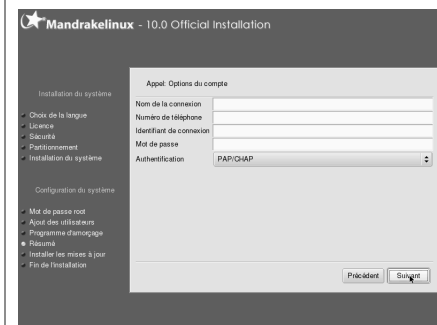 Mandrakelinux - 10.0 Official Installation
Installation du système
Choix de la langue
Licence
Sécurité
Partitionnement
Installation du système
Configuration du système
Mot de passe root
Ajout des utilisateurs
Programme d'amorçage
Résumé
Installer les mises à jour
Fin de l'installation
Appel: Options du compte
Nom de la connexion
Numéro de téléphone
Identifiant de connexion
Mot de passe
Authentification PAP/CHAP
Précédent Suivant